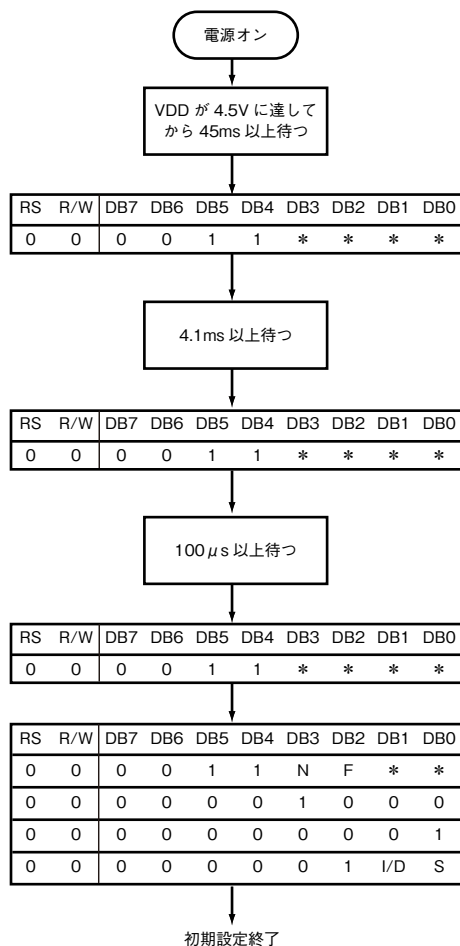 電源オン
VDD が 4.5V に達して
から 45ms 以上待つ
RS R/W DB7 DB6 DB5 DB4 DB3 DB2 DB1 DB0
0 0 0 0 1 1 * * * *
4.1ms 以上待つ
RS R/W DB7 DB6 DB5 DB4 DB3 DB2 DB1 DB0
0 0 0 0 1 1 * * * *
100μs 以上待つ
RS R/W DB7 DB6 DB5 DB4 DB3 DB2 DB1 DB0
0 0 0 0 1 1 * * * *
RS R/W DB7 DB6 DB5 DB4 DB3 DB2 DB1 DB0
0 0 0 0 1 1 N F * *
0 0 0 0 0 0 1 0 0 0
0 0 0 0 0 0 0 0 0 1
0 0 0 0 0 0 0 1 I/D S
初期設定終了